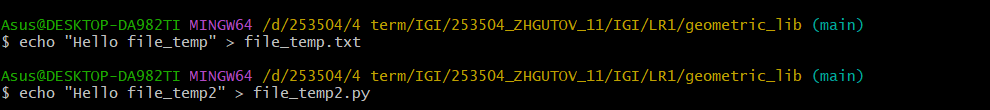 Asus@DESKTOP-DA982TI MINGW64 /d/253504/4 term/IGI/253504_ZHGUTOV_11/IGI/LR1/geometric_lib (main)
$ echo "Hello file_temp" > file_temp.txt
Asus@DESKTOP-DA982TI MINGW64 /d/253504/4 term/IGI/253504_ZHGUTOV_11/IGI/LR1/geometric_lib (main)
$ echo "Hello file_temp2" > file_temp2.py